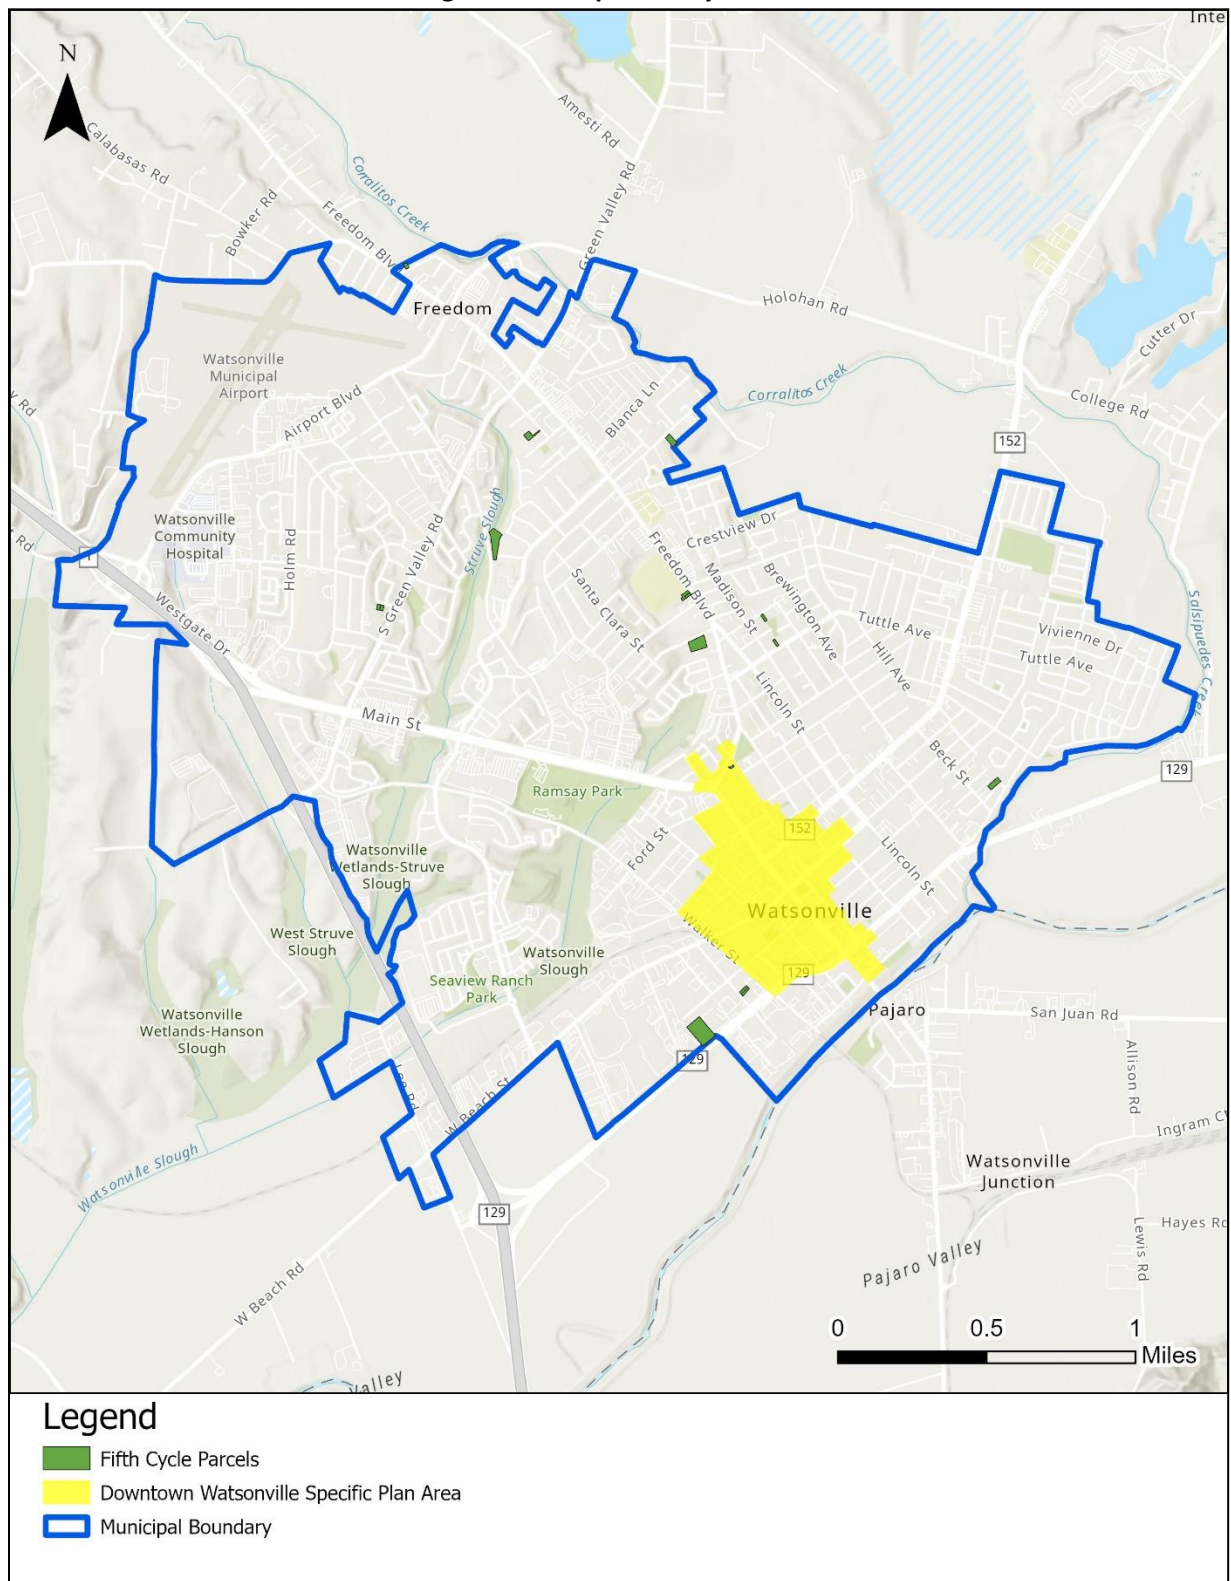 Inte
N
Amesti Rd
Calabasas Rd
Corralitos Creek
Green Valley Rd
Bowker Rd
Freedom Blvd
Freedom
Holohan Rd
Cutter Dr
Watsonville
Municipal
Airport
Corralitos Creek
College Rd
y Rd
Airport Blvd
Blanca Ln
152
Watsonville
Community
Hospital
Struve Slough
Crestview Dr
r Rd
1
Holm Rd
S Green Valley Rd
Freedom Blvd
Madison St
Brewington Ave
Santa Clara St
Tuttle Ave
Vivienne Dr
Tuttle Ave
Salsipuedes Creek
Westgate Dr
Hill Ave
Lincoln St
Main St
Beck St
129
Ramsay Park
152
Ford St
Lincoln St
Watsonville
Wetlands-Struve
Slough
Watsonville
Walker St
West Struve
Slough
Watsonville
Slough
129
Seaview Ranch
Park
Pajaro
San Juan Rd
Watsonville
Wetlands-Hanson
Slough
129
Allison Rd
Lee Rd
W Beach St
Ingram C
Watsonville Slough
Watsonville
Junction
129
Lewis Rd
Hayes Rd
Pajaro Valley
W Beach Rd
0 0.5 1
Miles
Valley
Legend
Fifth Cycle Parcels
Downtown Watsonville Specific Plan Area
Municipal Boundary